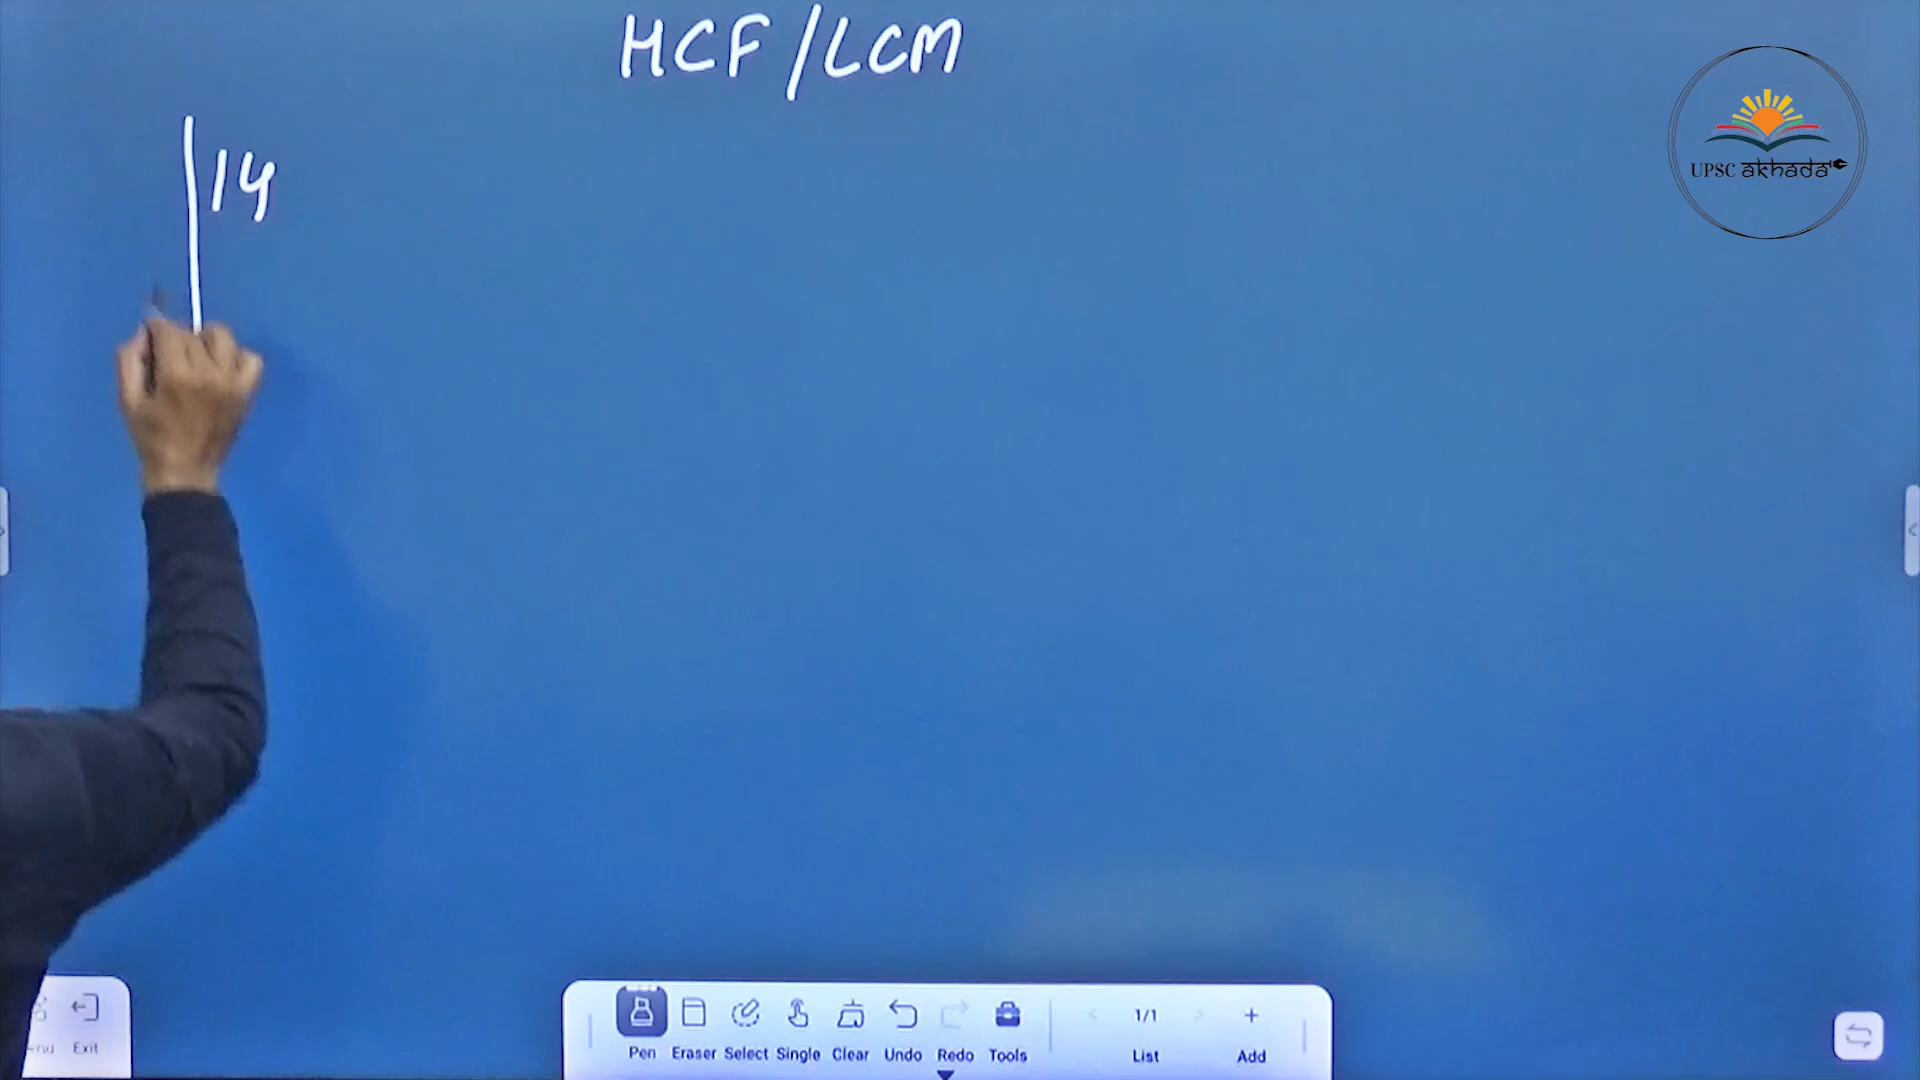 HCF/LCM
14
UPSC akhada
Exit
Pen Eraser Select Single Clear Undo Redo Tools
1/1
List
Add